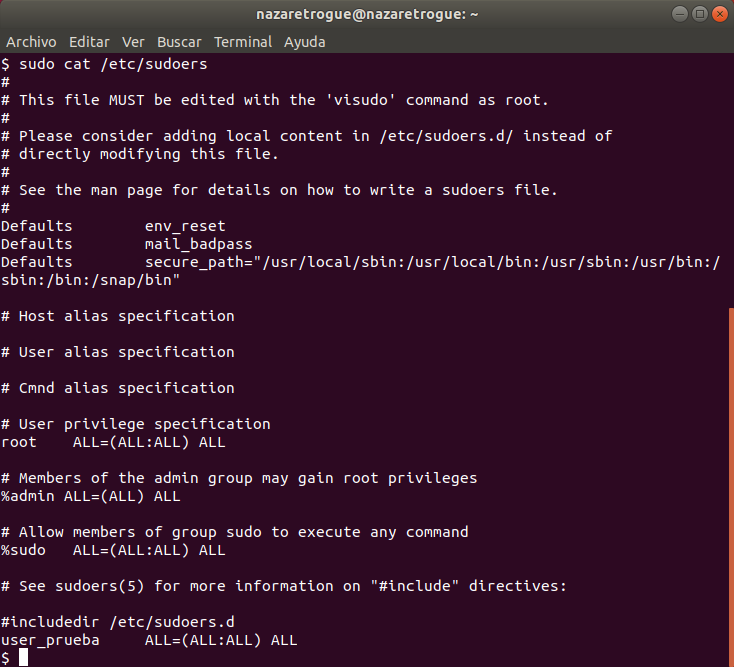 nazaretrogue@nazaretrogue: ~
Archivo Editar Ver Buscar Terminal Ayuda
$ sudo cat /etc/sudoers
#
# This file MUST be edited with the 'visudo' command as root.
#
# Please consider adding local content in /etc/sudoers.d/ instead of
# directly modifying this file.
#
# See the man page for details on how to write a sudoers file.
#
Defaults        env_reset
Defaults        mail_badpass
Defaults        secure_path="/usr/local/sbin:/usr/local/bin:/usr/sbin:/usr/bin:/
sbin:/bin:/snap/bin"
# Host alias specification
# User alias specification
# Cmnd alias specification
# User privilege specification
root    ALL=(ALL:ALL) ALL
# Members of the admin group may gain root privileges
%admin ALL=(ALL) ALL
# Allow members of group sudo to execute any command
%sudo   ALL=(ALL:ALL) ALL
# See sudoers(5) for more information on "#include" directives:
#includedir /etc/sudoers.d
user_prueba     ALL=(ALL:ALL) ALL
$